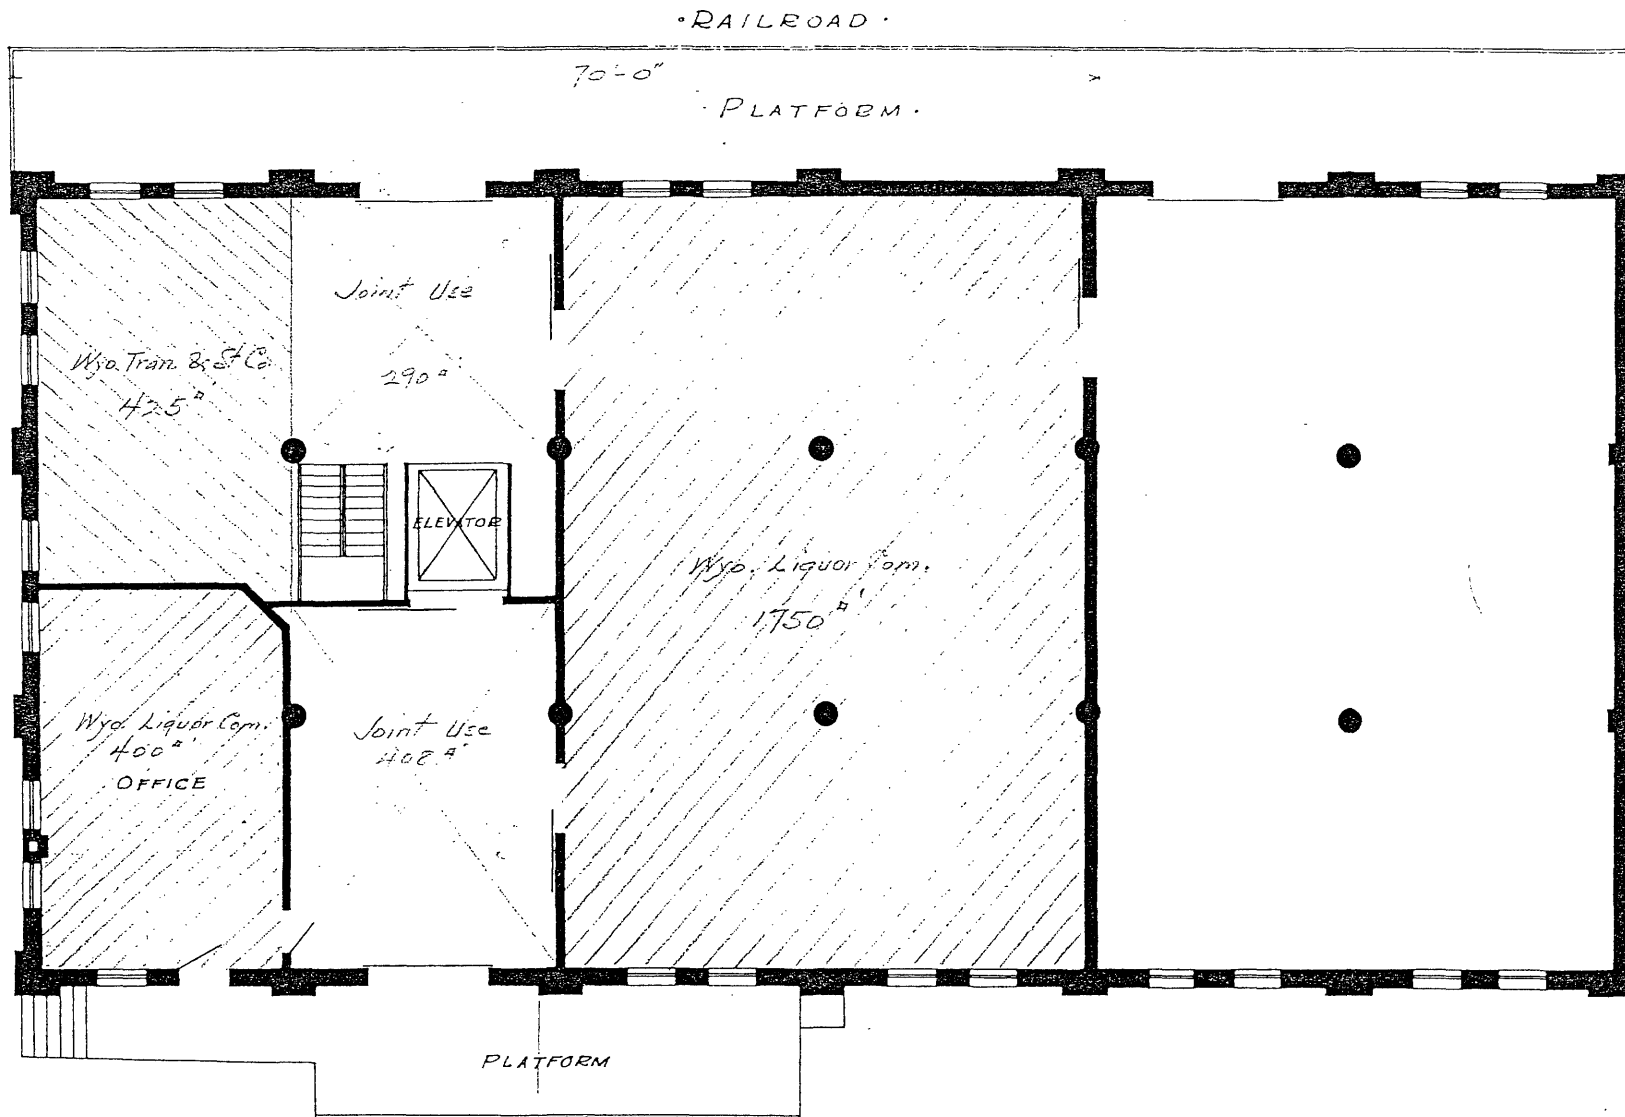 ·RAILROAD·
70'-0"
·PLATFORM·
Joint Use
290□'
Wyo. Tran. & St Co.
425□'
ELEVATOR
Wyo. Liquor Com.
1750□'
Wyo. Liquor Com.
400□'
OFFICE
Joint Use
408□'
PLATFORM